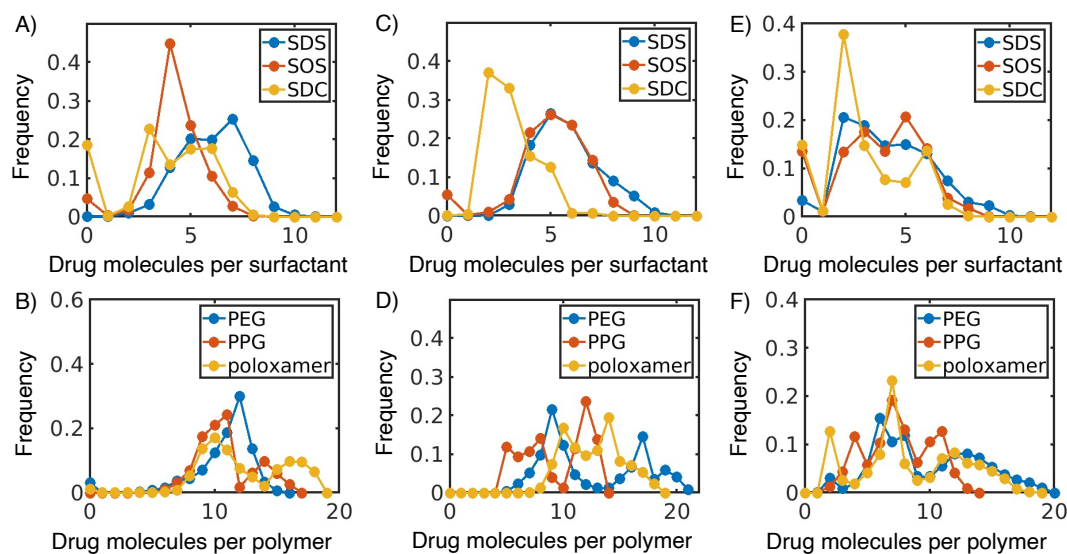 A)
Frequency
0.4
0.3
0.2
0.1
0
SDS
SOS
SDC
0
5
10
Drug molecules per surfactant
C)
Frequency
0.4
0.3
0.2
0.1
0
SDS
SOS
SDC
0
5
10
Drug molecules per surfactant
E)
Frequency
0.4
0.3
0.2
0.1
0
SDS
SOS
SDC
0
5
10
Drug molecules per surfactant
B)
Frequency
0.6
0.4
0.2
0
PEG
PPG
poloxamer
0
10
20
Drug molecules per polymer
D)
Frequency
0.4
0.3
0.2
0.1
0
PEG
PPG
poloxamer
0
10
20
Drug molecules per polymer
F)
Frequency
0.4
0.3
0.2
0.1
0
PEG
PPG
poloxamer
0
5
10
15
20
Drug molecules per polymer